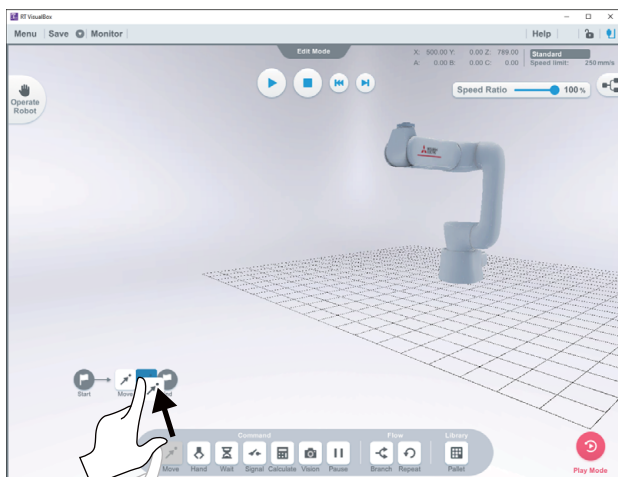 RT VisualBox
Menu Save Monitor Help
Edit Mode
X: 500.00 Y: 0.00 Z: 789.00 Standard
A: 0.00 B: 0.00 C: 0.00 Speed limit: 250mm/s
Speed Ratio 100 %
Operate
Robot
Start Move
Command Flow Library
Move Hand Wait Signal Calculate Vision Pause Branch Repeat Pallet
Play Mode